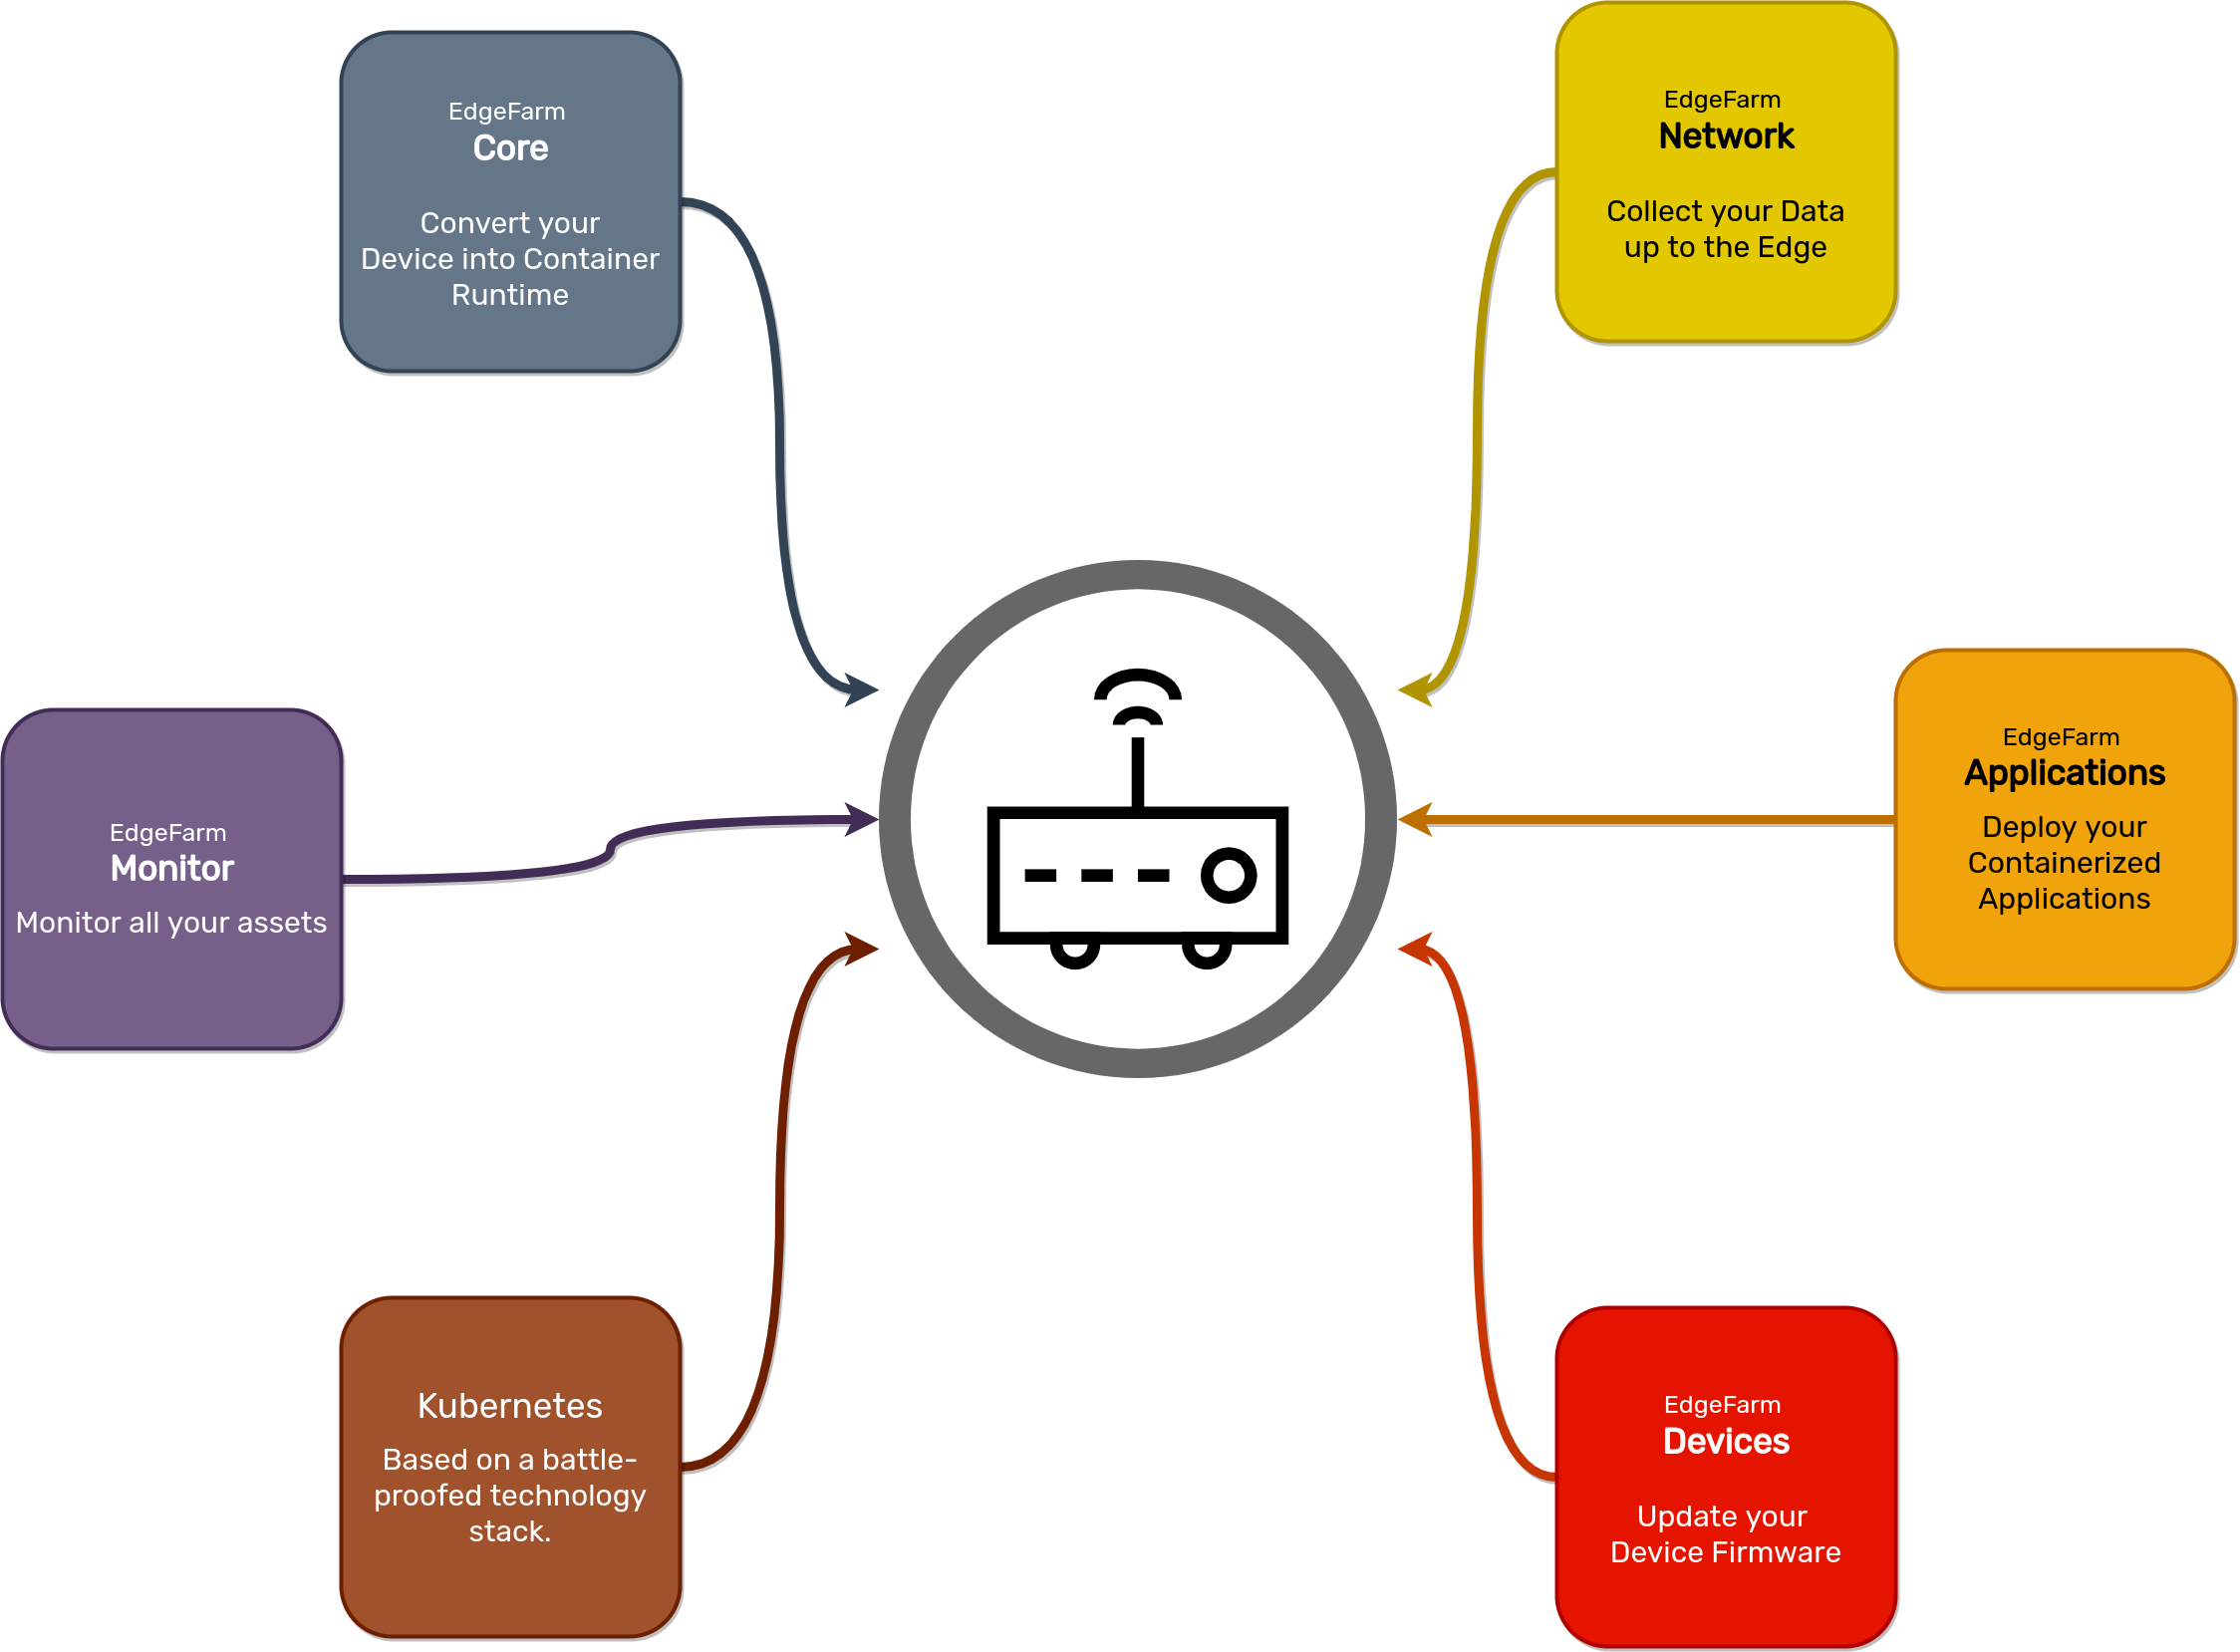 EdgeFarm
Core
Convert your
Device into Container
Runtime
EdgeFarm
Network
Collect your Data
up to the Edge
EdgeFarm
Monitor
Monitor all your assets
EdgeFarm
Applications
Deploy your
Containerized
Applications
Kubernetes
Based on a battle-
proofed technology
stack.
EdgeFarm
Devices
Update your
Device Firmware